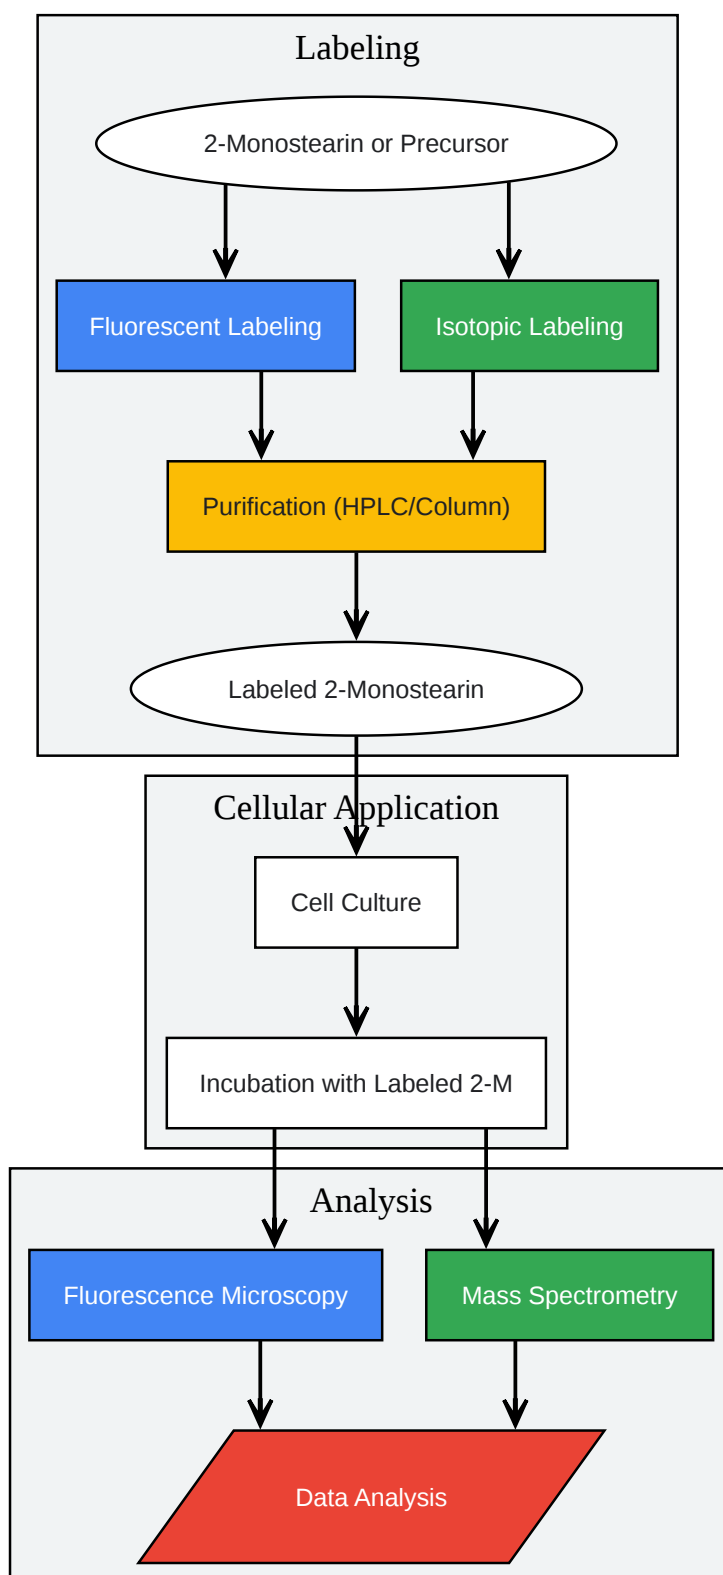 Labeling
2-Monostearin or Precursor
Fluorescent Labeling
Isotopic Labeling
Purification (HPLC/Column)
Labeled 2-Monostearin
Cellular Application
Cell Culture
Incubation with Labeled 2-M
Analysis
Fluorescence Microscopy
Mass Spectrometry
Data Analysis